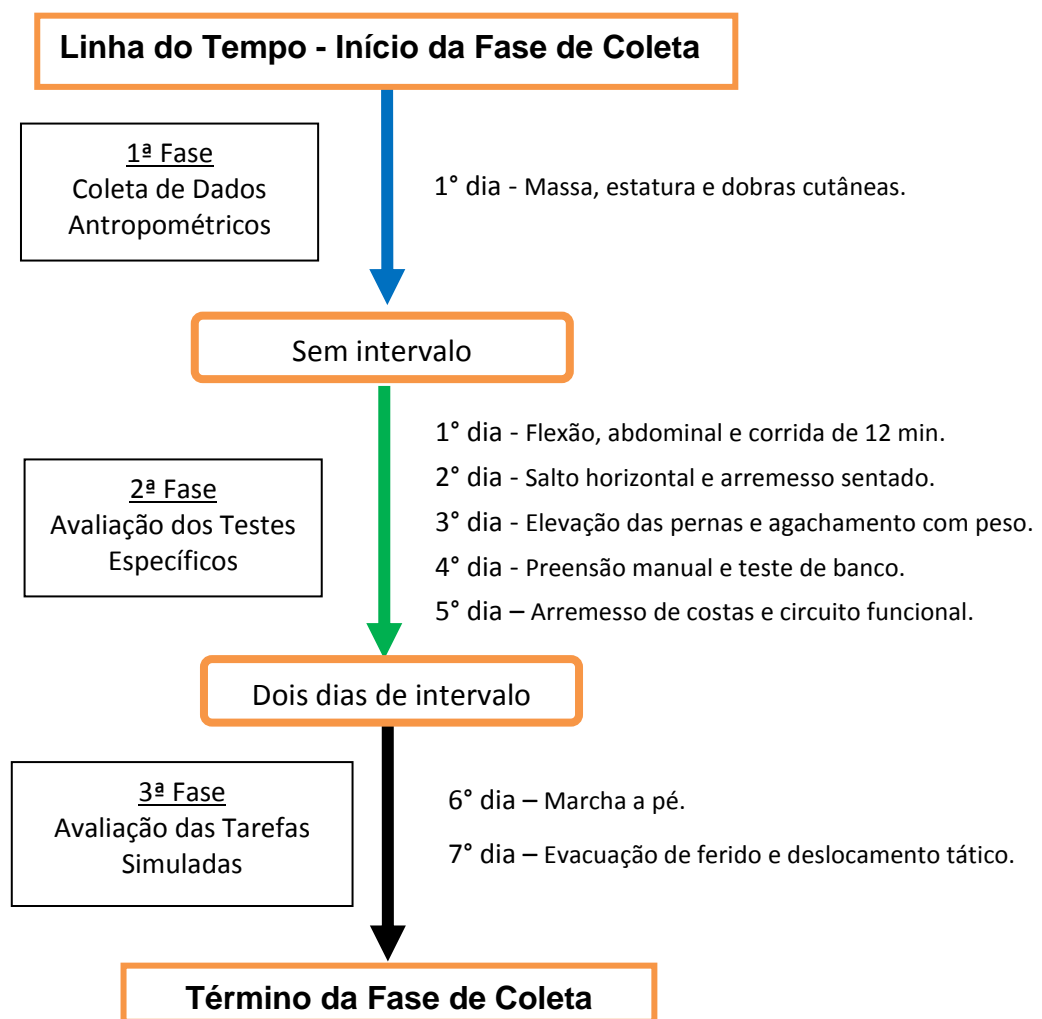 Linha do Tempo - Início da Fase de Coleta
1ª Fase
Coleta de Dados
Antropométricos
1° dia - Massa, estatura e dobras cutâneas.
Sem intervalo
2ª Fase
Avaliação dos Testes
Específicos
1° dia - Flexão, abdominal e corrida de 12 min.
2° dia - Salto horizontal e arremesso sentado.
3° dia - Elevação das pernas e agachamento com peso.
4° dia - Preensão manual e teste de banco.
5° dia – Arremesso de costas e circuito funcional.
Dois dias de intervalo
3ª Fase
Avaliação das Tarefas
Simuladas
6° dia – Marcha a pé.
7° dia – Evacuação de ferido e deslocamento tático.
Término da Fase de Coleta